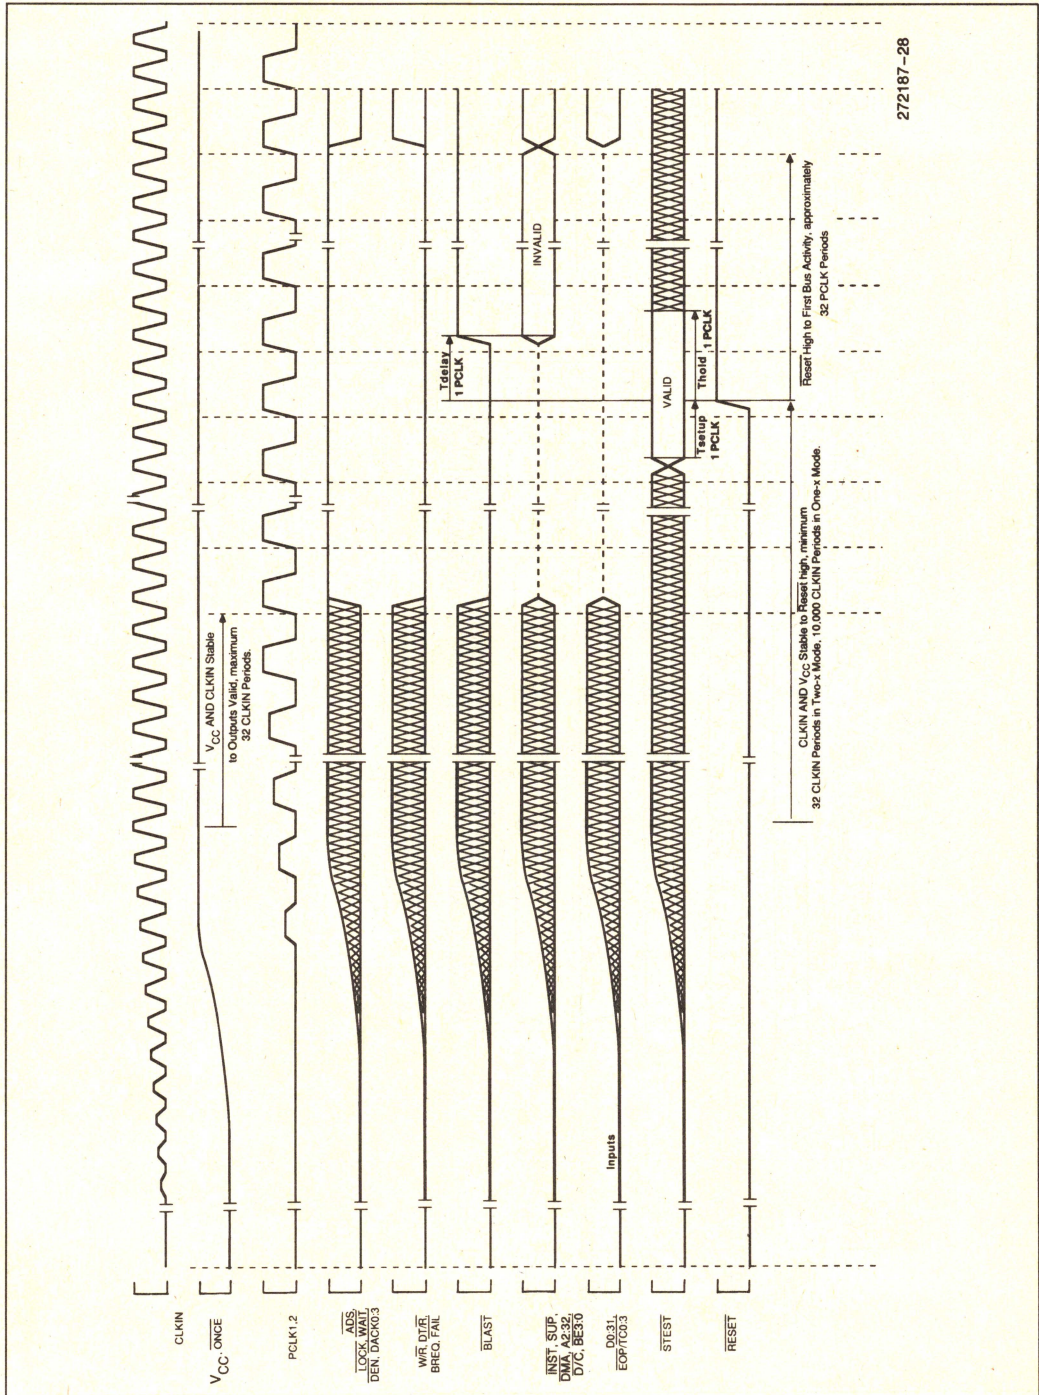 CLKIN
VCC, ONCE
PCLK1,2
ADS,
LOCK, WAIT,
DEN, DACK0:3
W/R, DT/R,
BREQ, FAIL
BLAST
INST, SUP,
DMA, A2:32,
D/C, BE3:0
D0:31,
EOP/TC0:3
STEST
RESET
VCC AND CLKIN Stable
to Outputs Valid, maximum
32 CLKIN Periods.
Tdelay
1 PCLK
INVALID
Inputs
VALID
Tsetup
1 PCLK
Thold
1 PCLK
CLKIN AND VCC Stable to Reset high, minimum
32 CLKIN Periods in Two-x Mode, 10,000 CLKIN Periods in One-x Mode.
Reset High to First Bus Activity, approximately
32 PCLK Periods
272187-28